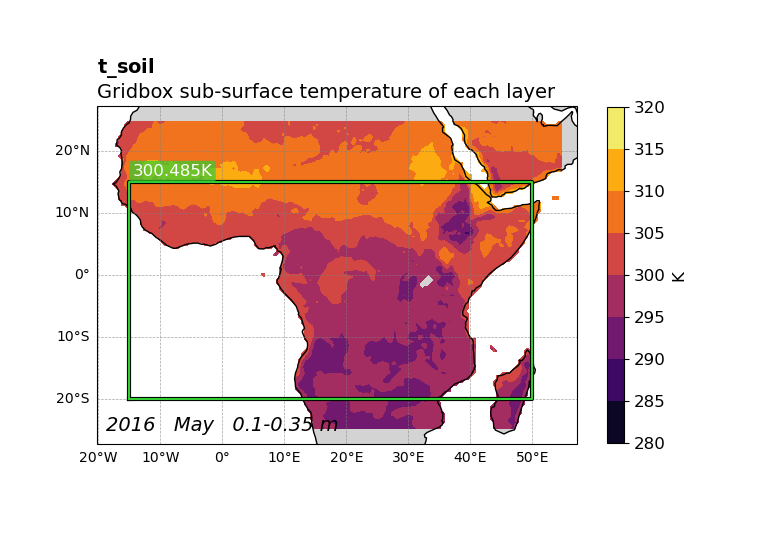 t_soil
Gridbox sub-surface temperature of each layer
300.485K
20°N
10°N
0°
10°S
20°S
2016 May 0.1-0.35 m
20°W 10°W 0° 10°E 20°E 30°E 40°E 50°E
320
315
310
305
300
295
290
285
280
K